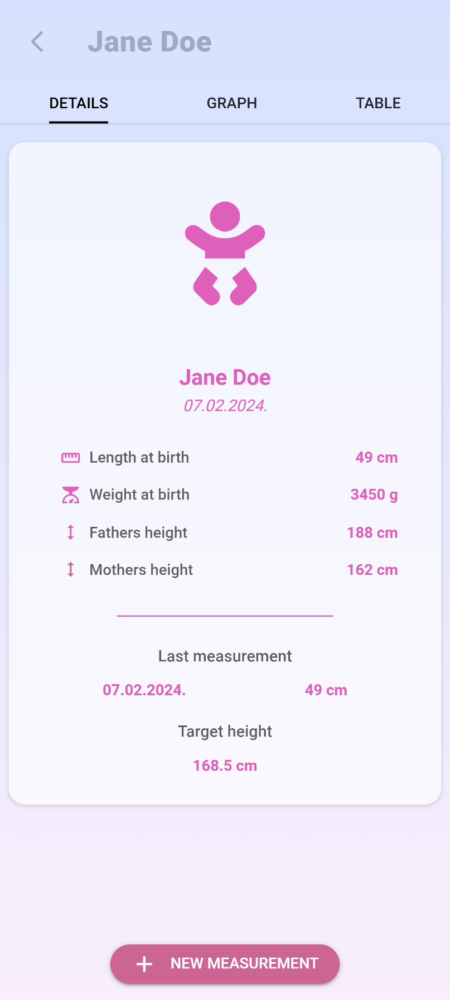 Jane Doe
DETAILS GRAPH TABLE
Jane Doe
07.02.2024.
Length at birth 49 cm
Weight at birth 3450 g
Fathers height 188 cm
Mothers height 162 cm
Last measurement
07.02.2024. 49 cm
Target height
168.5 cm
NEW MEASUREMENT